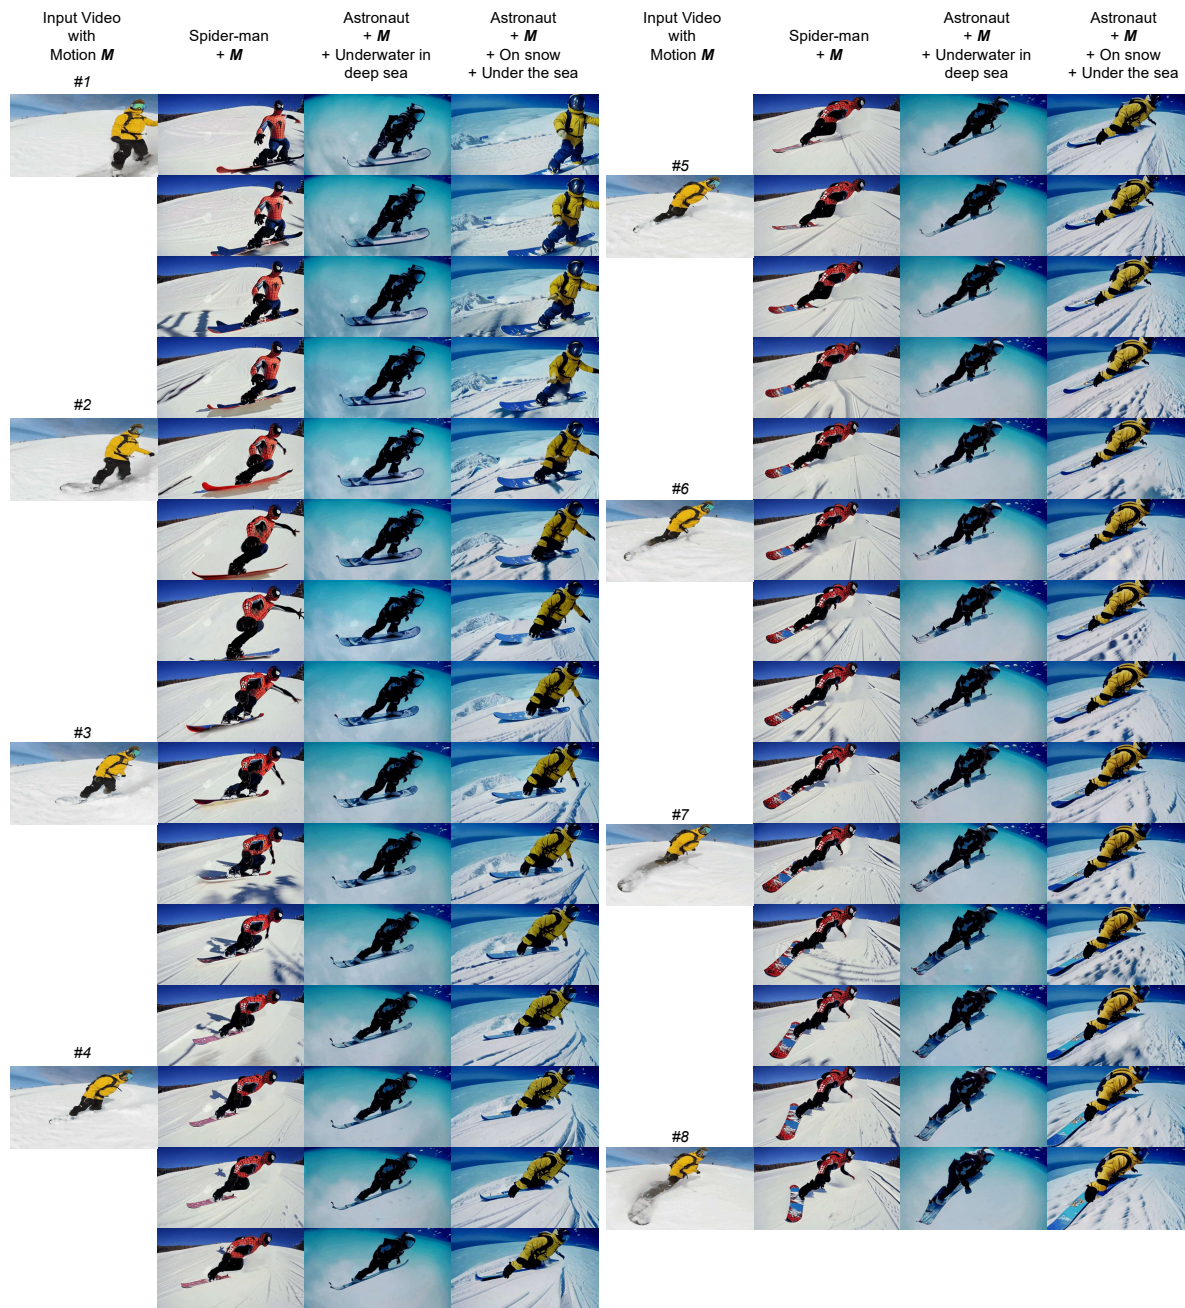 Input Video
with
Motion M
Spider-man
+ M
Astronaut
+ M
+ Underwater in
deep sea
Astronaut
+ M
+ On snow
+ Under the sea
#1
#2
#3
#4
Input Video
with
Motion M
Spider-man
+ M
Astronaut
+ M
+ Underwater in
deep sea
Astronaut
+ M
+ On snow
+ Under the sea
#5
#6
#7
#8